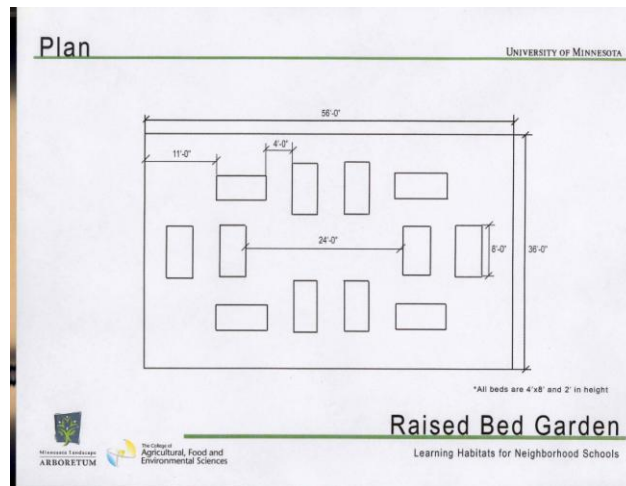 Plan
UNIVERSITY OF MINNESOTA
56'-0"
11'-0"
4'-0"
24'-0"
8'-0"
36'-0"
*All beds are 4'x8' and 2' in height
Raised Bed Garden
Learning Habitats for Neighborhood Schools
Minnesota Landscape
ARBORETUM
The College of
Agricultural, Food and
Environmental Sciences